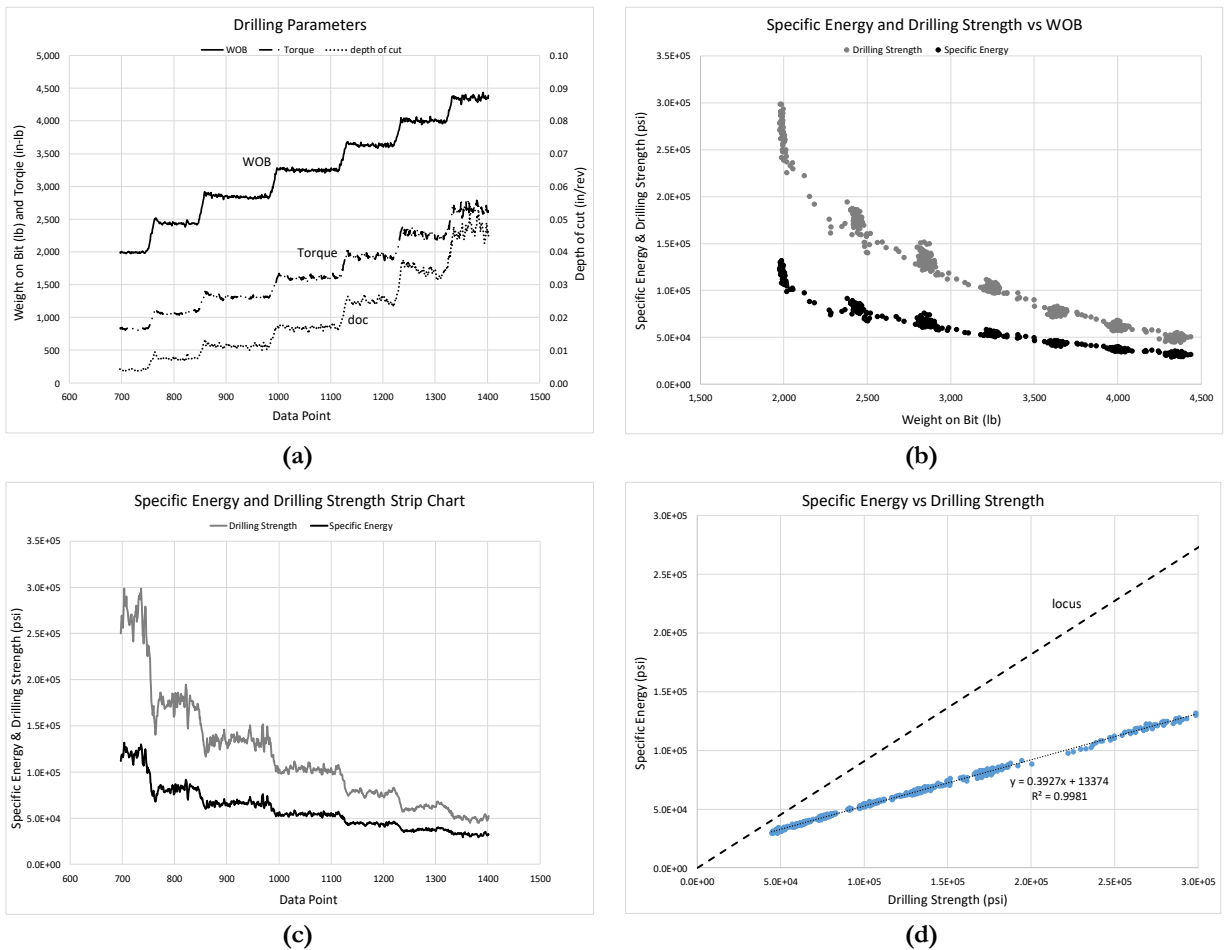 Drilling Parameters
WOB Torque depth of cut
5,000
4,500
4,000
3,500
3,000
2,500
2,000
1,500
1,000
500
0
0.10
0.09
0.08
0.07
0.06
0.05
0.04
0.03
0.02
0.01
0.00
600 700 800 900 1000 1100 1200 1300 1400 1500
Weight on Bit (lb) and Torqie (in-lb)
Depth of cut (in/rev)
WOB
Torque
doc
Data Point
(a)
Specific Energy and Drilling Strength vs WOB
Drilling Strength Specific Energy
3.5E+05
3.0E+05
2.5E+05
2.0E+05
1.5E+05
1.0E+05
5.0E+04
0.0E+00
1,500 2,000 2,500 3,000 3,500 4,000 4,500
Specific Energy & Drilling Strength (psi)
Weight on Bit (lb)
(b)
Specific Energy and Drilling Strength Strip Chart
Drilling Strength Specific Energy
3.5E+05
3.0E+05
2.5E+05
2.0E+05
1.5E+05
1.0E+05
5.0E+04
0.0E+00
600 700 800 900 1000 1100 1200 1300 1400 1500
Specific Energy & Drilling Strength (psi)
Data Point
(c)
Specific Energy vs Drilling Strength
3.0E+05
2.5E+05
2.0E+05
1.5E+05
1.0E+05
5.0E+04
0.0E+00
0.0E+00 5.0E+04 1.0E+05 1.5E+05 2.0E+05 2.5E+05 3.0E+05
Specific Energy (psi)
locus
y = 0.3927x + 13374
R² = 0.9981
Drilling Strength (psi)
(d)